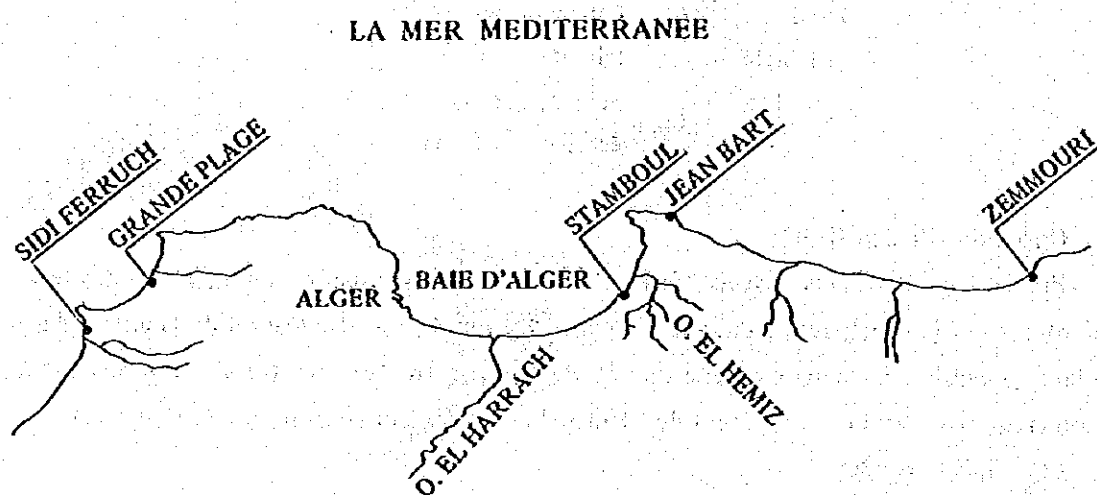 LA MER MEDITERRANEE
SIDI FERRUCH
GRANDE PLAGE
STAMBOUL
JEAN BART
ZEMMOURI
ALGER
BAIE D'ALGER
O. EL HARRACH
O. EL HEMIZ